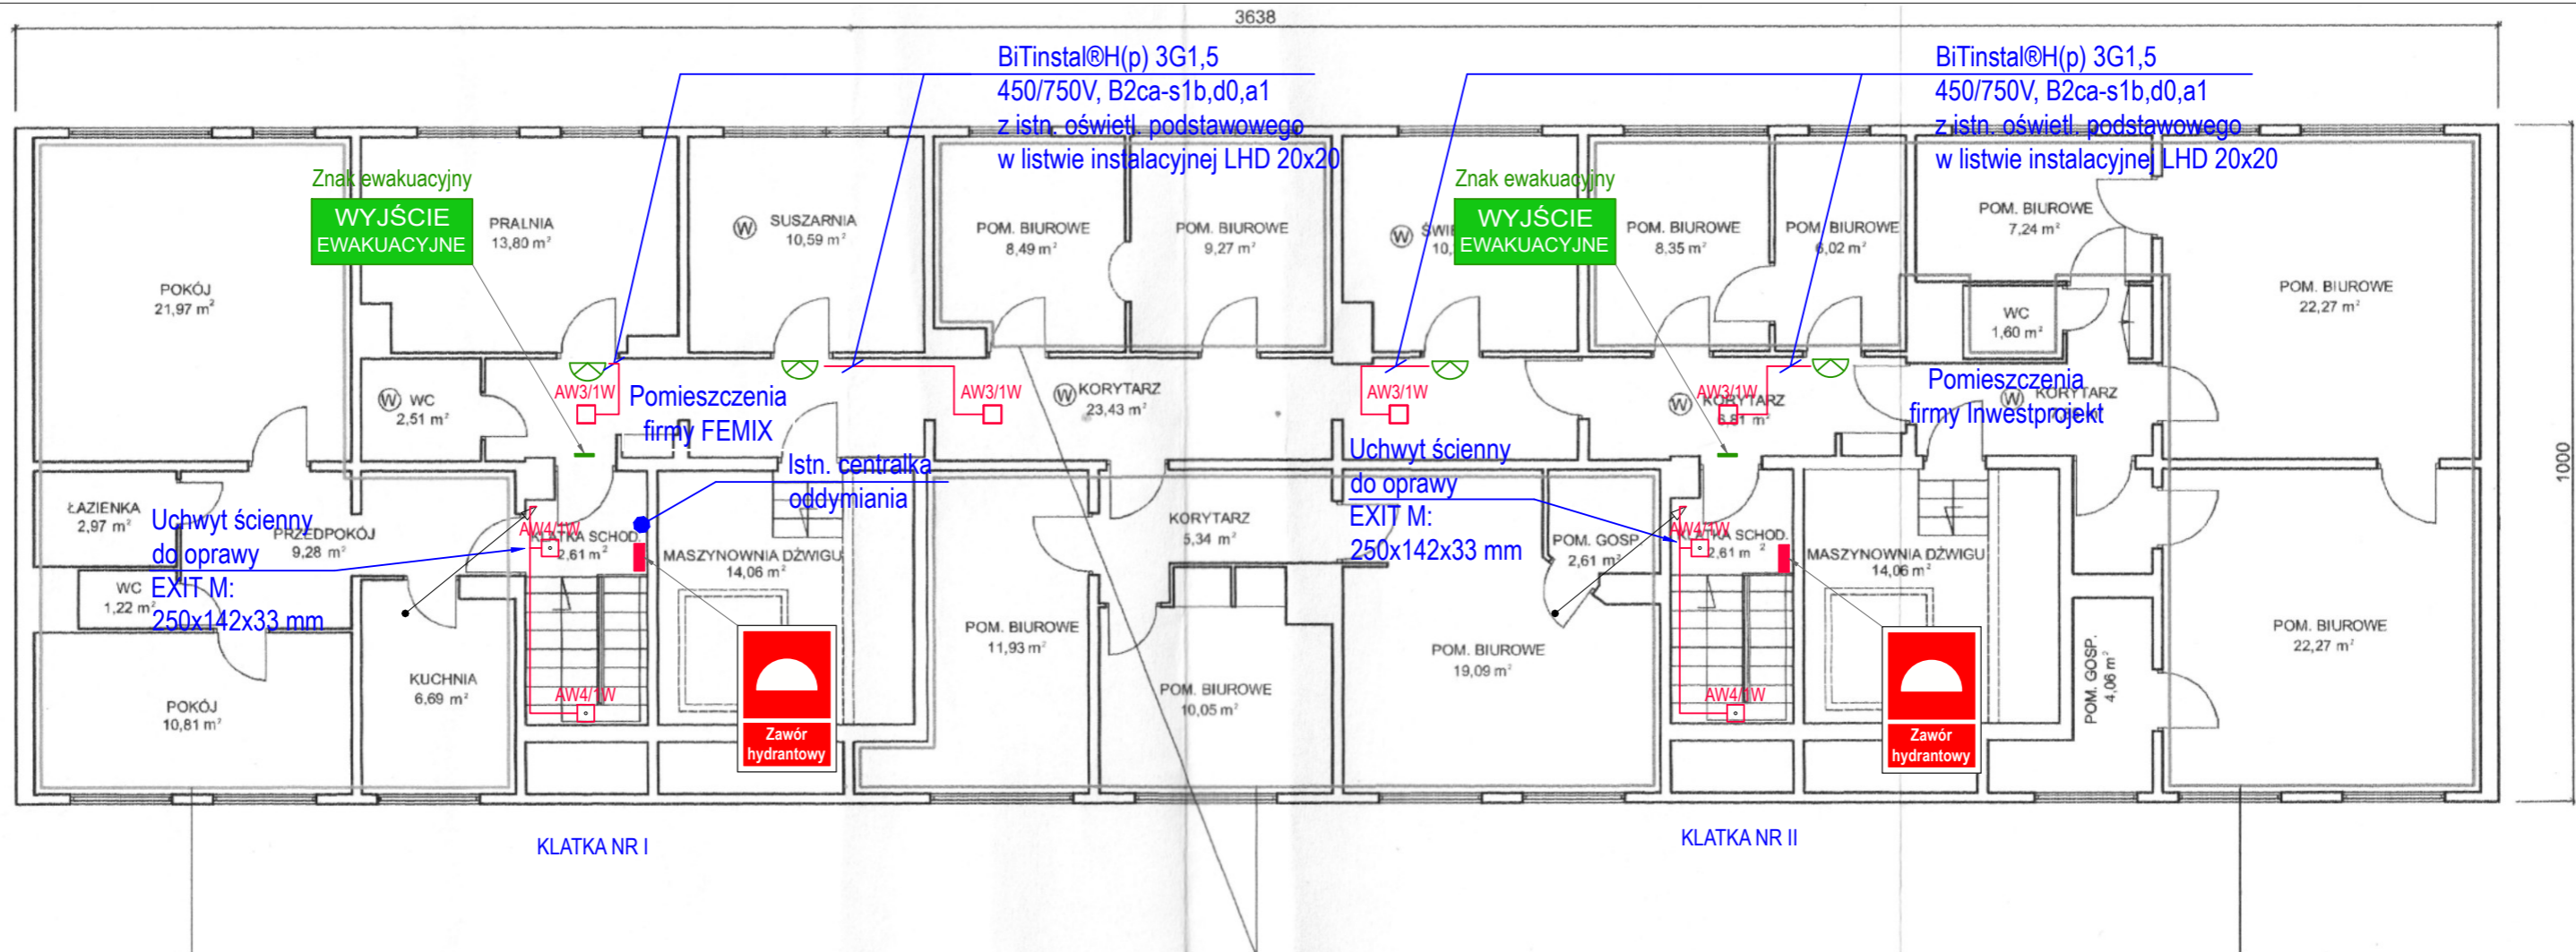 3638
BiTinstal®H(p) 3G1,5
450/750V, B2ca-s1b,d0,a1
z istn. oświetl. podstawowego
w listwie instalacyjnej LHD 20x20
BiTinstal®H(p) 3G1,5
450/750V, B2ca-s1b,d0,a1
z istn. oświetl. podstawowego
w listwie instalacyjnej LHD 20x20
1000
Znak ewakuacyjny
WYJŚCIE
EWAKUACYJNE
PRALNIA
13,80 m²
W
SUSZARNIA
10,59 m²
POM. BIUROWE
8,49 m²
POM. BIUROWE
9,27 m²
Znak ewakuacyjny
WYJŚCIE
EWAKUACYJNE
W
POM. BIUROWE
8,35 m²
POM. BIUROWE
6,02 m²
POM. BIUROWE
7,24 m²
POKÓJ
21,97 m²
POM. BIUROWE
22,27 m²
WC
1,60 m²
W WC
2,51 m²
AW3/1W
Pomieszczenia
firmy FEMIX
AW3/1W
W KORYTARZ
23,43 m²
AW3/1W
AW3/1W
W KORYTARZ
6,81 m²
Pomieszczenia
firmy Inwestprojekt
W KORYTARZ
Istn. centralka
oddymiania
Uchwyt ścienny
do oprawy
EXIT M:
250x142x33 mm
ŁAZIENKA
2,97 m²
Uchwyt ścienny
do oprawy
EXIT M:
250x142x33 mm
PRZEDPOKÓJ
9,28 m²
WC
1,22 m²
AW4/1W
KLATKA SCHOD.
2,61 m²
MASZYNOWNIA DŹWIGU
14,06 m²
KORYTARZ
5,34 m²
POM. GOSP.
2,61 m²
AW4/1W
KLATKA SCHOD.
2,61 m²
MASZYNOWNIA DŹWIGU
14,06 m²
POKÓJ
10,81 m²
KUCHNIA
6,69 m²
AW4/1W
Zawór
hydrantowy
POM. BIUROWE
11,93 m²
POM. BIUROWE
10,05 m²
POM. BIUROWE
19,09 m²
AW4/1W
Zawór
hydrantowy
POM. GOSP.
4,06 m²
POM. BIUROWE
22,27 m²
KLATKA NR I
KLATKA NR II